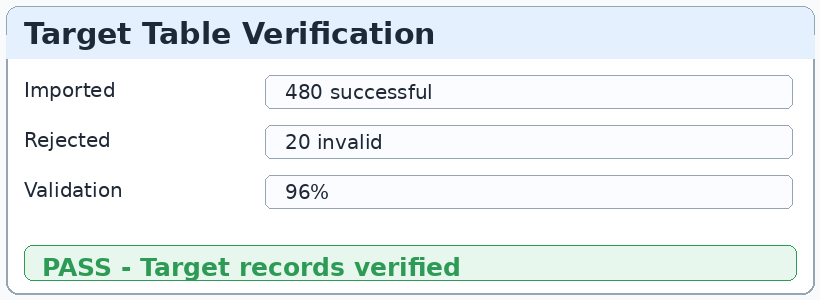 Target Table Verification
Imported 480 successful
Rejected 20 invalid
Validation 96%
PASS - Target records verified